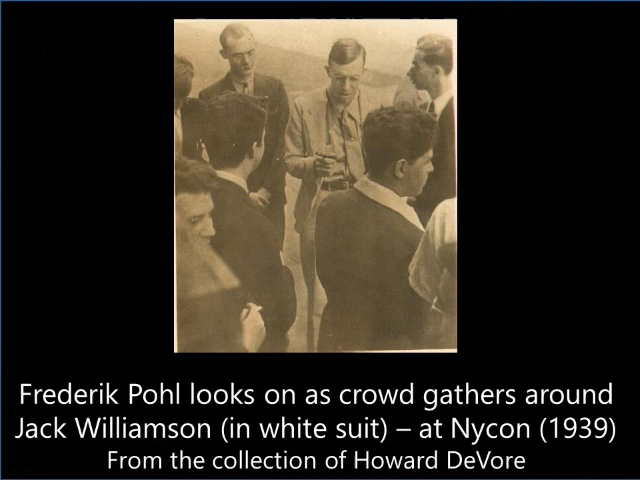 Frederik Pohl looks on as crowd gathers around
Jack Williamson (in white suit) – at Nycon (1939)
From the collection of Howard DeVore